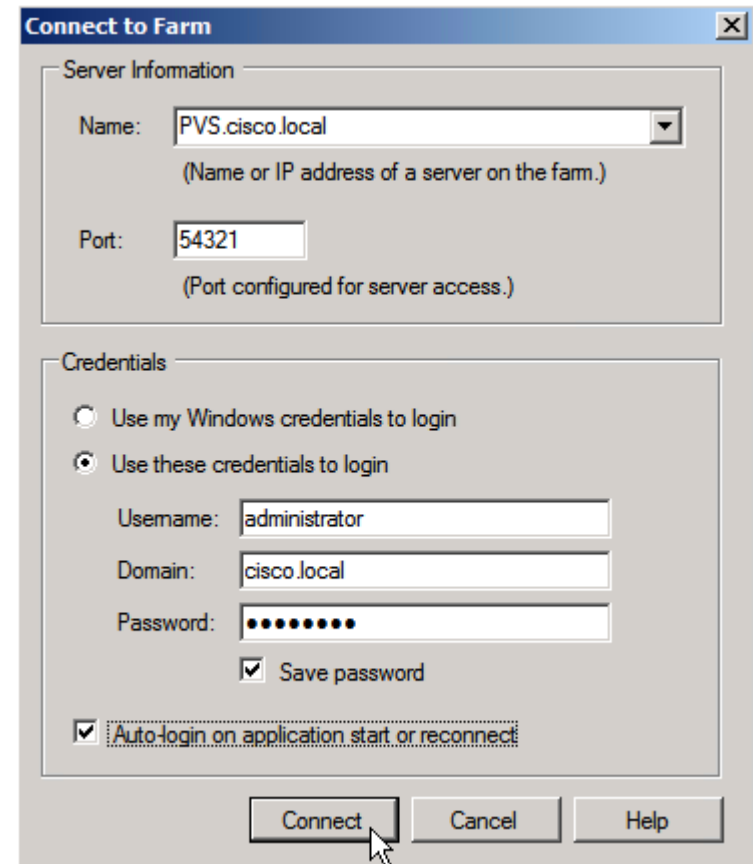 Connect to Farm
Server Information
Name: PVS.cisco.local
(Name or IP address of a server on the farm.)
Port: 54321
(Port configured for server access.)
Credentials
Use my Windows credentials to login
Use these credentials to login
Username: administrator
Domain: cisco.local
Password: ●●●●●●●●
Save password
Auto-login on application start or reconnect
Connect Cancel Help